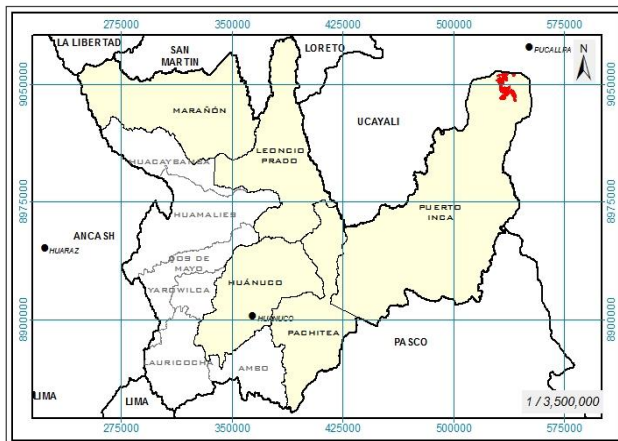 275000 350000 425000 500000 575000
LA LIBERTAD
SAN
MARTIN
LORETO
PUCALLPA
N
9050000
9050000
MARAÑÓN
UCAYALI
LEONCIO
PRADO
HUACAYBAMBA
8975000
8975000
HUAMALIES
PUERTO
INCA
ANCASH
HUARAZ
DOS DE
MAYO
YAROWILCA
HUÁNUCO
HUÁNUCO
8900000
8900000
PACHITEA
PASCO
LAURICOCHA
AMBO
LIMA
LIMA
1 / 3,500,000
275000 350000 425000 500000 575000